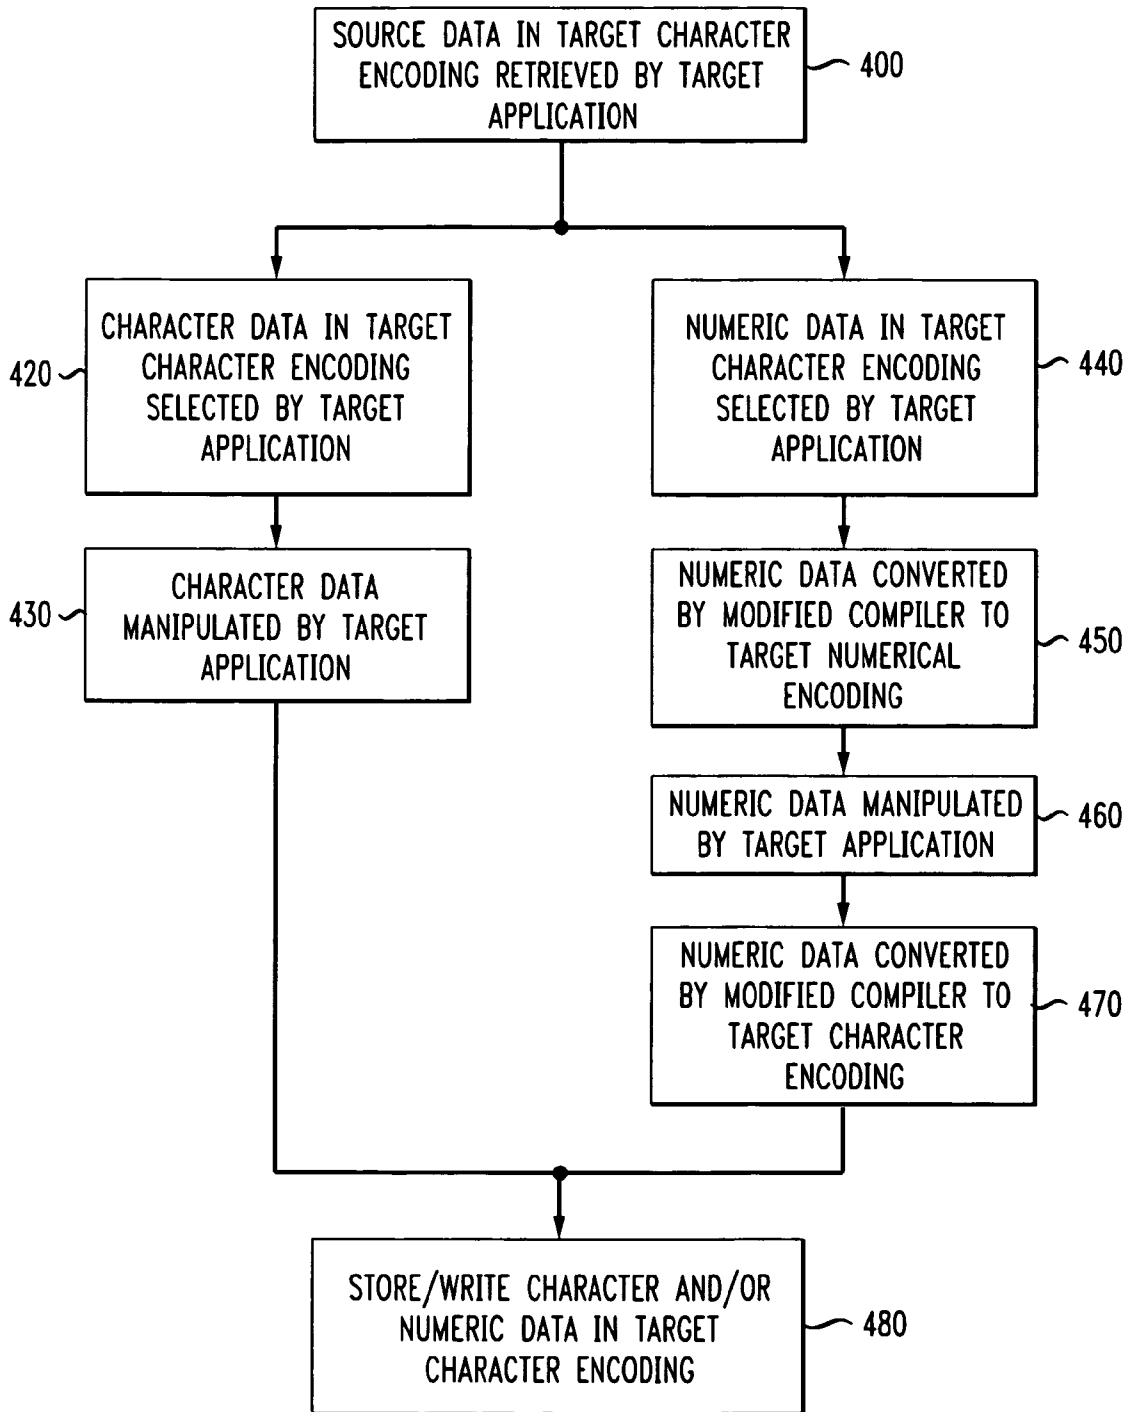 SOURCE DATA IN TARGET CHARACTER
ENCODING RETRIEVED BY TARGET
APPLICATION
400
CHARACTER DATA IN TARGET
CHARACTER ENCODING
SELECTED BY TARGET
APPLICATION
420
NUMERIC DATA IN TARGET
CHARACTER ENCODING
SELECTED BY TARGET
APPLICATION
440
CHARACTER DATA
MANIPULATED BY TARGET
APPLICATION
430
NUMERIC DATA CONVERTED
BY MODIFIED COMPILER TO
TARGET NUMERICAL
ENCODING
450
NUMERIC DATA MANIPULATED
BY TARGET APPLICATION
460
NUMERIC DATA CONVERTED
BY MODIFIED COMPILER TO
TARGET CHARACTER
ENCODING
470
STORE/WRITE CHARACTER AND/OR
NUMERIC DATA IN TARGET
CHARACTER ENCODING
480